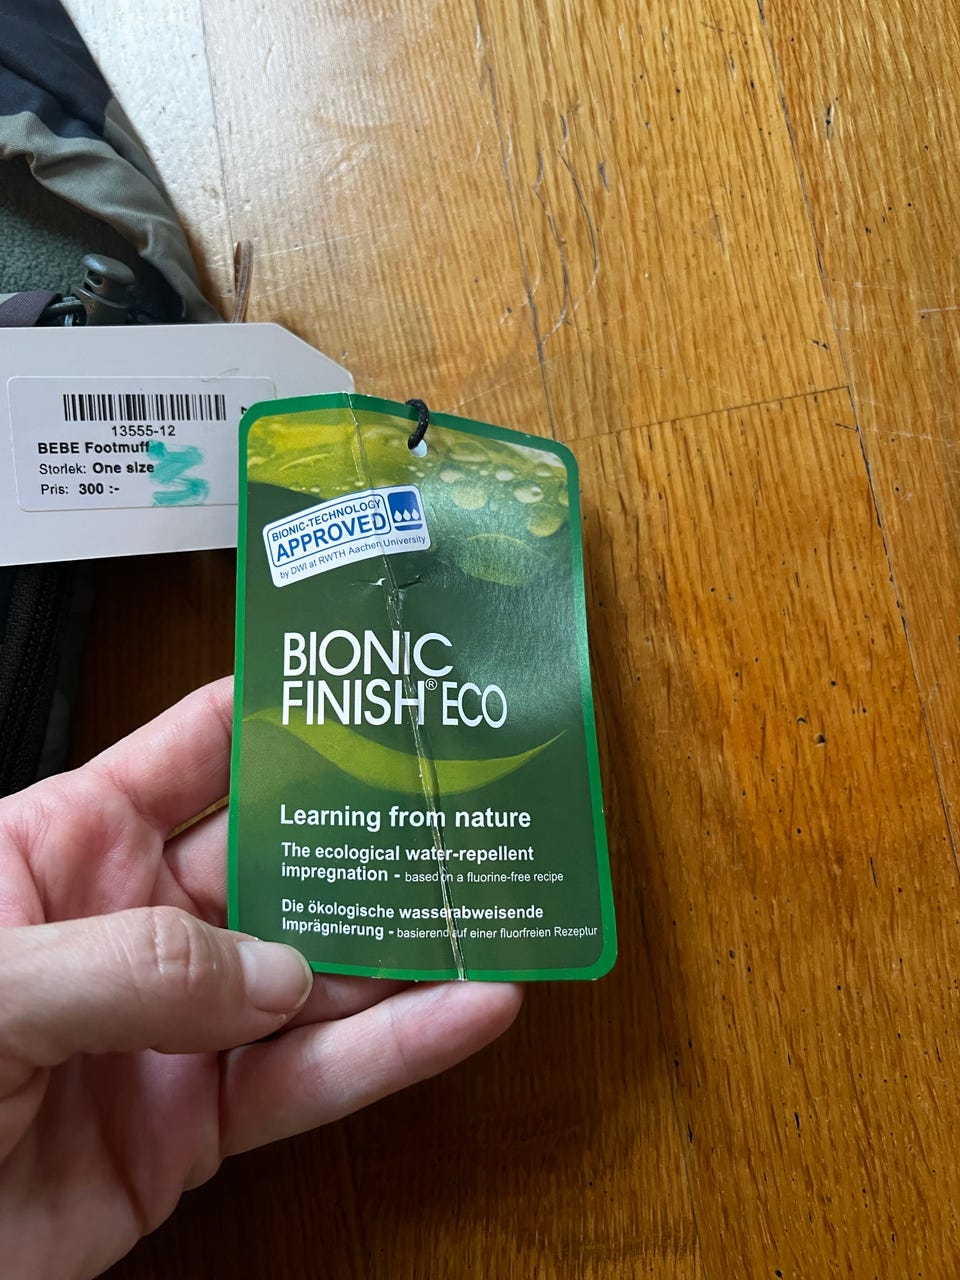 13555-12
BEBE Footmuff
Storlek: One size
Pris: 300 :-
BIONIC-TECHNOLOGY
APPROVED
by DWI at RWTH Aachen University
BIONIC
FINISH® ECO
Learning from nature
The ecological water-repellent
impregnation - based on a fluorine-free recipe
Die ökologische wasserabweisende
Imprägnierung - basierend auf einer fluorfreien Rezeptur